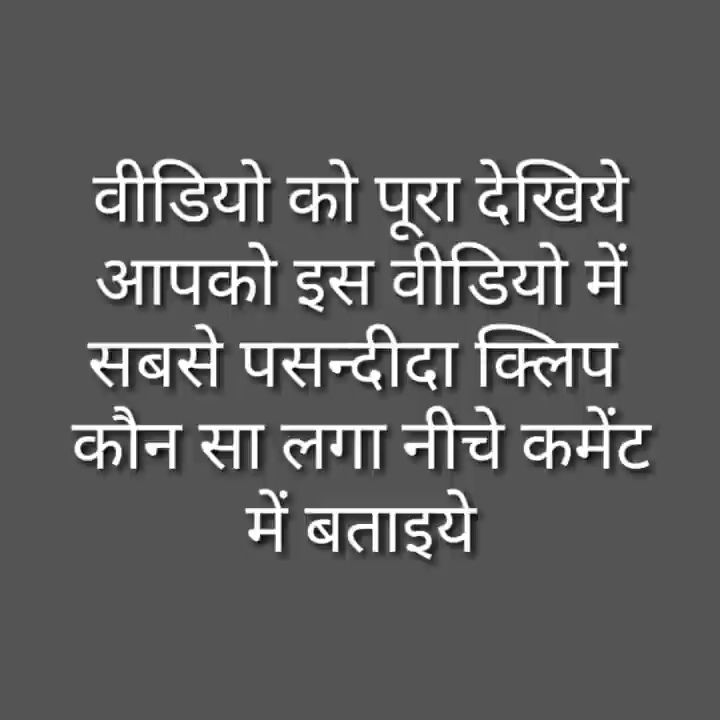 वीडियो को पूरा देखिये
आपको इस वीडियो में
सबसे पसन्दीदा क्लिप
कौन सा लगा नीचे कमेंट
में बताइये